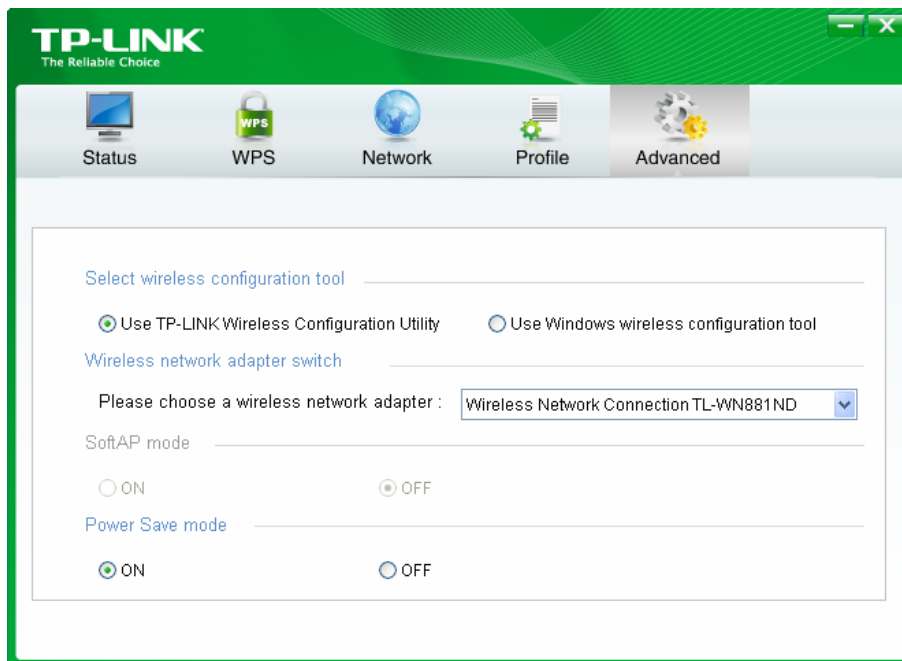 TP-LINK
The Reliable Choice
WPS
Status WPS Network Profile Advanced
Select wireless configuration tool
Use TP-LINK Wireless Configuration Utility Use Windows wireless configuration tool
Wireless network adapter switch
Please choose a wireless network adapter : Wireless Network Connection TL-WN881ND
SoftAP mode
ON OFF
Power Save mode
ON OFF